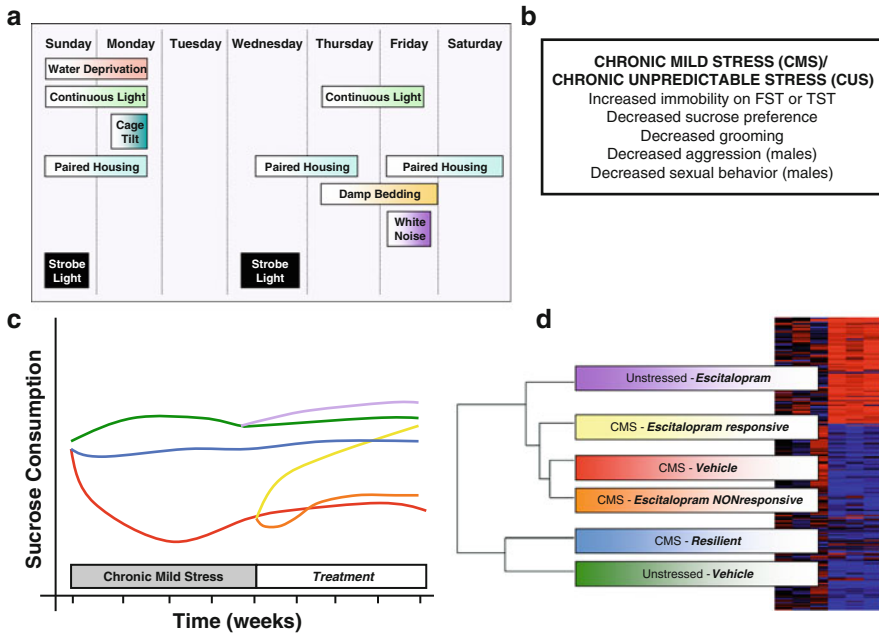 a
Sunday Monday Tuesday Wednesday Thursday Friday Saturday
Water Deprivation
Continuous Light Continuous Light
Cage
Tilt
Paired Housing Paired Housing Paired Housing
Damp Bedding
White
Noise
Strobe Strobe
Light Light
b
CHRONIC MILD STRESS (CMS)/
CHRONIC UNPREDICTABLE STRESS (CUS)
Increased immobility on FST or TST
Decreased sucrose preference
Decreased grooming
Decreased aggression (males)
Decreased sexual behavior (males)
c
Sucrose Consumption
Chronic Mild Stress Treatment
Time (weeks)
d
Unstressed - Escitalopram
CMS - Escitalopram responsive
CMS - Vehicle
CMS - Escitalopram NONresponsive
CMS - Resilient
Unstressed - Vehicle